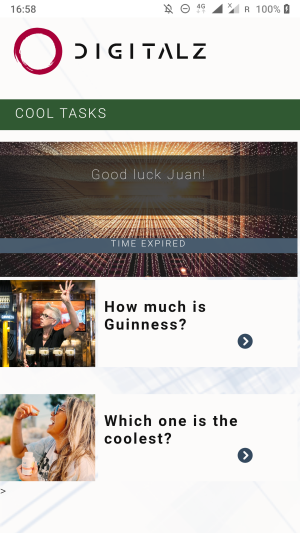 16:58
4G R 100%
DIGITALZ
COOL TASKS
Good luck Juan!
TIME EXPIRED
How much is
Guinness?
Which one is the
coolest?
>